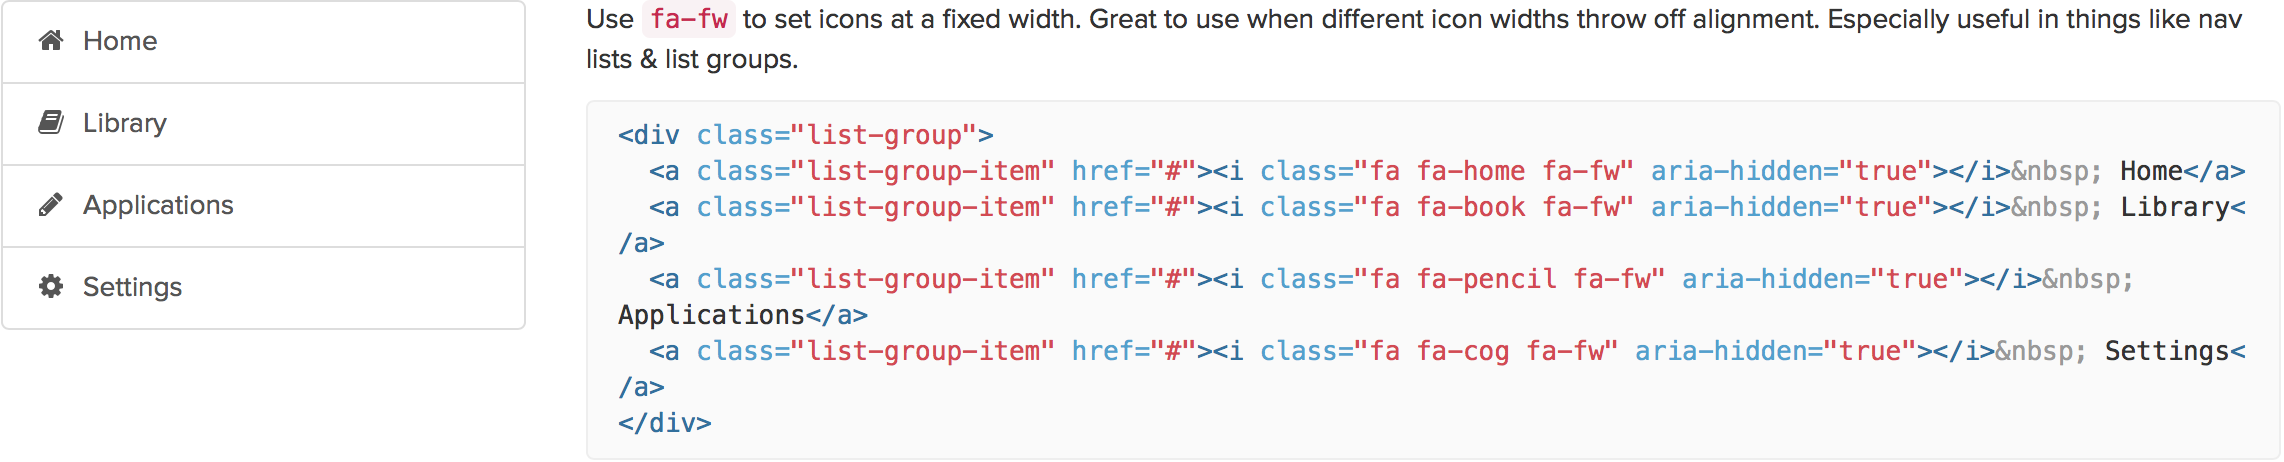 Home
Library
Applications
Settings
Use fa-fw to set icons at a fixed width. Great to use when different icon widths throw off alignment. Especially useful in things like nav
lists & list groups.
<div class="list-group">
  <a class="list-group-item" href="#"><i class="fa fa-home fa-fw" aria-hidden="true"></i>&nbsp; Home</a>
  <a class="list-group-item" href="#"><i class="fa fa-book fa-fw" aria-hidden="true"></i>&nbsp; Library<
/a>
  <a class="list-group-item" href="#"><i class="fa fa-pencil fa-fw" aria-hidden="true"></i>&nbsp;
Applications</a>
  <a class="list-group-item" href="#"><i class="fa fa-cog fa-fw" aria-hidden="true"></i>&nbsp; Settings<
/a>
</div>